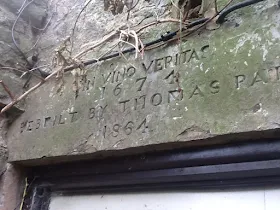 IN VINO VERITAS
1674
REBUILT BY THOMAS
1864